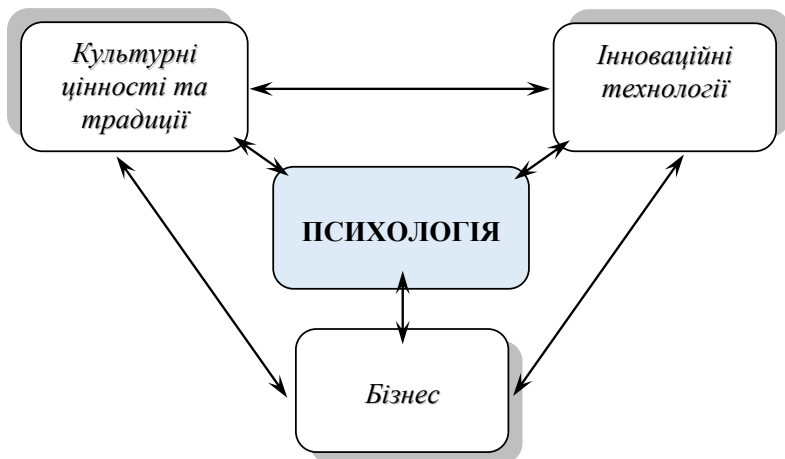 Культурні
цінності та
традиції
Інноваційні
технології
ПСИХОЛОГІЯ
Бізнес